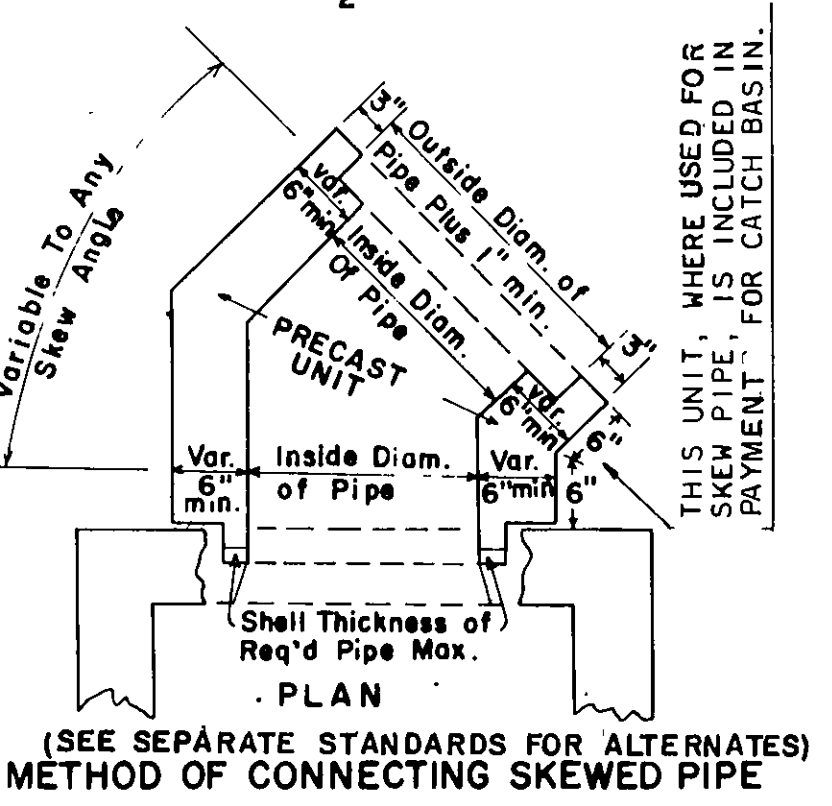 2
3"
Outside Diam. of
Pipe Plus 1" min.
3"
Variable To Any
Skew Angle
var.
6" min
Inside Diam.
Of Pipe
PRECAST
UNIT
var.
6" min
6"
6"
Var.
6"
min.
Inside Diam.
of Pipe
Var.
6" min
THIS UNIT, WHERE USED FOR
SKEW PIPE, IS INCLUDED IN
PAYMENT FOR CATCH BASIN.
Shell Thickness of
Req'd Pipe Max.
PLAN
(SEE SEPARATE STANDARDS FOR ALTERNATES)
METHOD OF CONNECTING SKEWED PIPE